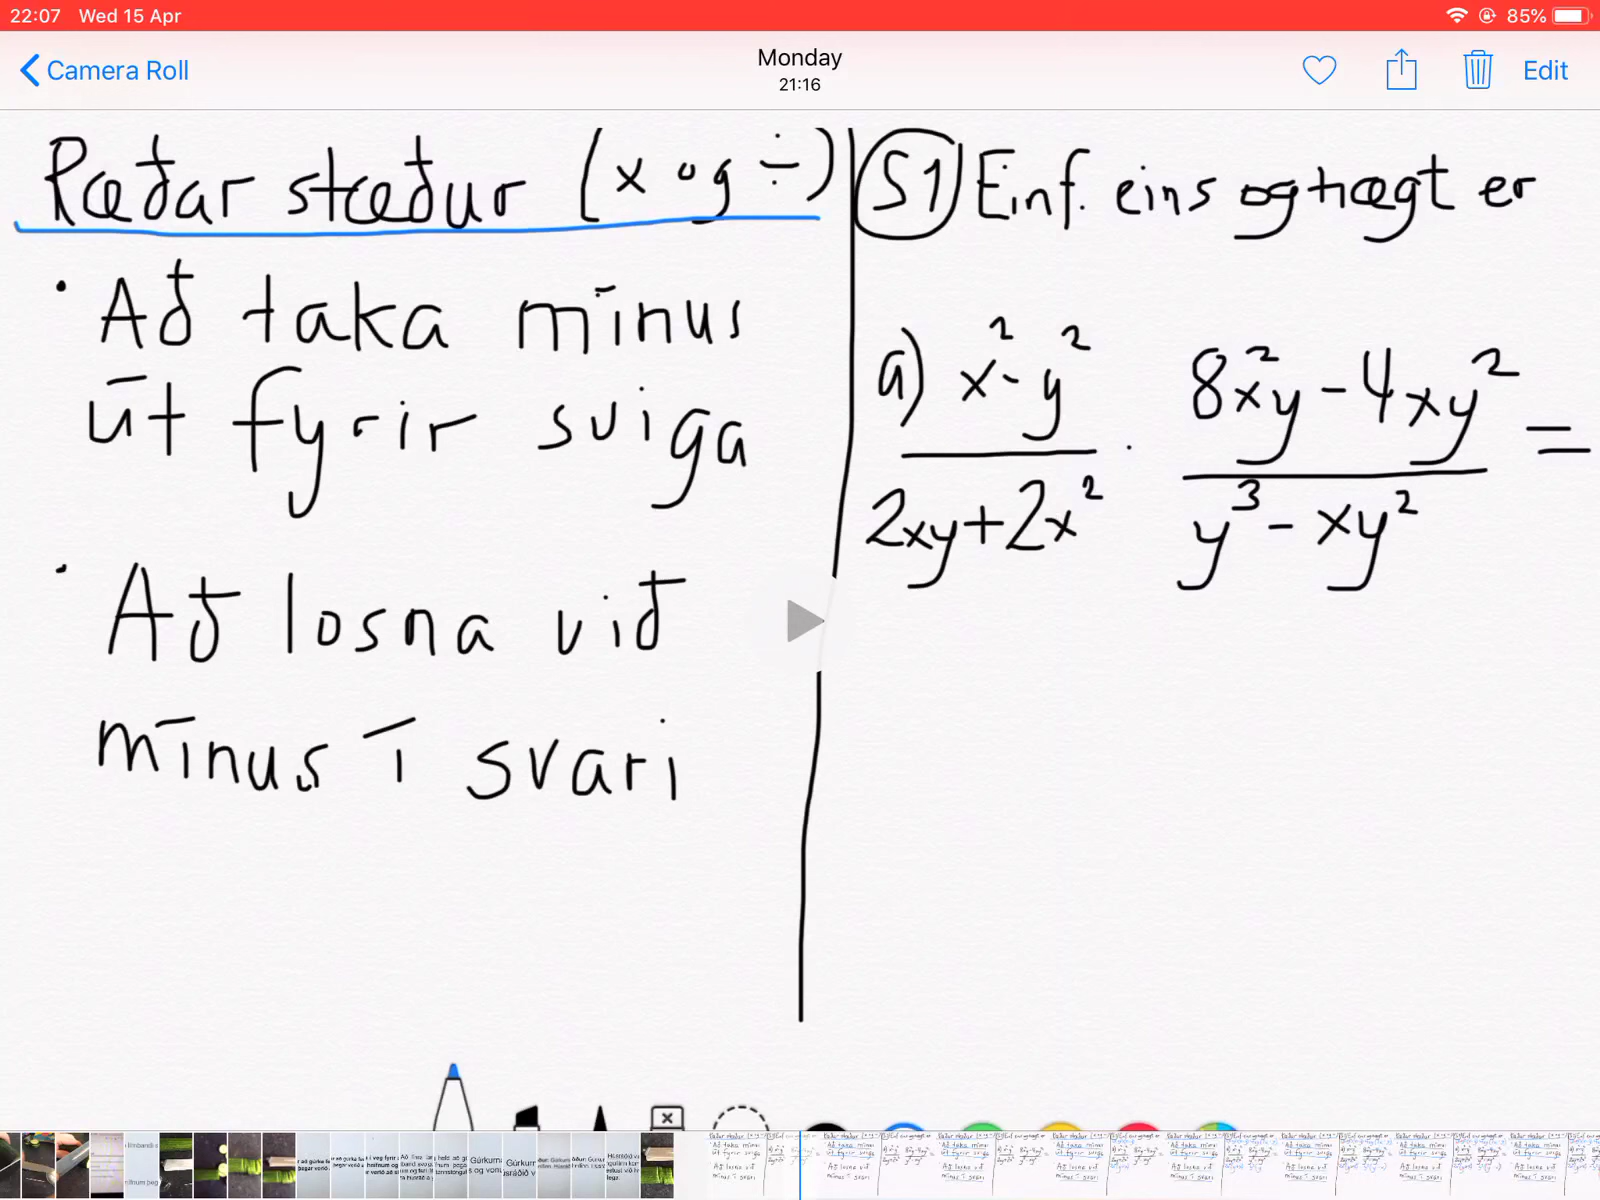 22:07 Wed 15 Apr
85%
Camera Roll
Monday
21:16
Edit
Ræðar stæður (x og ÷)
• Að taka mínus
út fyrir sviga
• Að losna við
mínus í svari
S1 Einf. eins og hægt er
a) x² - y² / 2xy + 2x² · 8x²y - 4xy² / y³ - xy² =